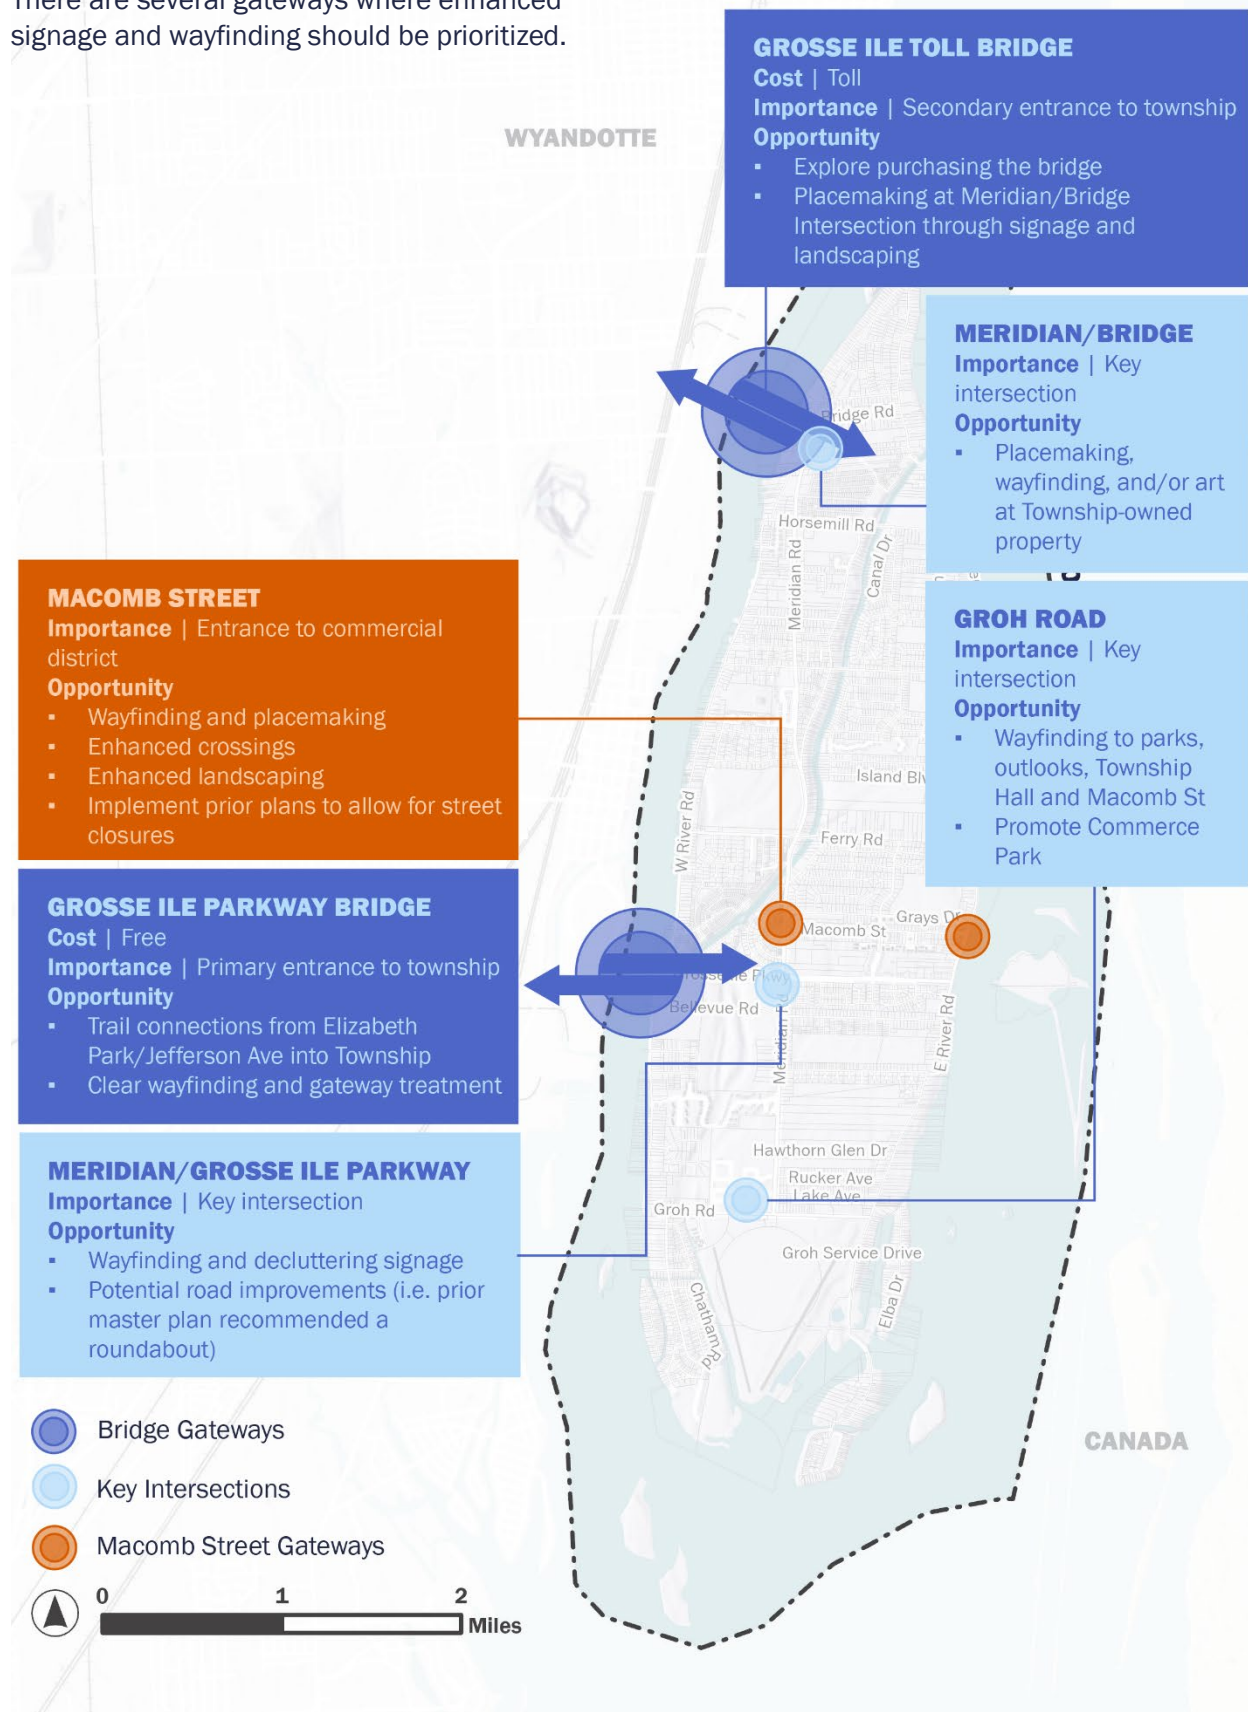 There are several gateways where enhanced
signage and wayfinding should be prioritized.
WYANDOTTE
GROSSE ILE TOLL BRIDGE
Cost | Toll
Importance | Secondary entrance to township
Opportunity
▪ Explore purchasing the bridge
▪ Placemaking at Meridian/Bridge
Intersection through signage and
landscaping
MERIDIAN/BRIDGE
Importance | Key
intersection
Opportunity
▪ Placemaking,
wayfinding, and/or art
at Township-owned
property
GROH ROAD
Importance | Key
intersection
Opportunity
▪ Wayfinding to parks,
outlooks, Township
Hall and Macomb St
▪ Promote Commerce
Park
MACOMB STREET
Importance | Entrance to commercial
district
Opportunity
▪ Wayfinding and placemaking
▪ Enhanced crossings
▪ Enhanced landscaping
▪ Implement prior plans to allow for street
closures
GROSSE ILE PARKWAY BRIDGE
Cost | Free
Importance | Primary entrance to township
Opportunity
▪ Trail connections from Elizabeth
Park/Jefferson Ave into Township
▪ Clear wayfinding and gateway treatment
MERIDIAN/GROSSE ILE PARKWAY
Importance | Key intersection
Opportunity
▪ Wayfinding and decluttering signage
▪ Potential road improvements (i.e. prior
master plan recommended a
roundabout)
Bridge Rd
Horsemill Rd
Meridian Rd
Canal Dr
Island Blv
W River Rd
Ferry Rd
Grays Dr
Macomb St
Pkwy
Bellevue Rd
Meridian Rd
E River Rd
Hawthorn Glen Dr
Rucker Ave
Lake Ave
Groh Rd
Groh Service Drive
Chatham Rd
Elba Dr
CANADA
Bridge Gateways
Key Intersections
Macomb Street Gateways
0 1 2
Miles